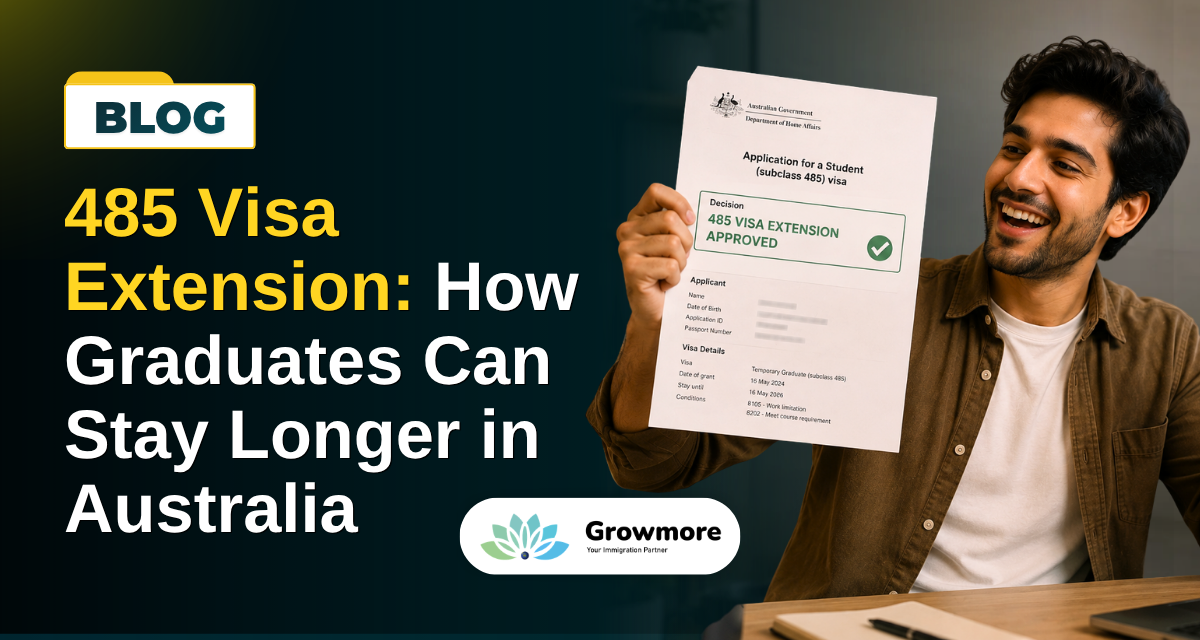 BLOG
485 Visa
Extension: How
Graduates Can
Stay Longer in
Australia
Growmore
Your Immigration Partner
Australian Government
Department of Home Affairs
Application for a Student
(subclass 485) visa
Decision
485 VISA EXTENSION
APPROVED
Applicant
Name
Date of Birth
Application ID
Passport Number
Visa Details
Visa Temporary Graduate (subclass 485)
Date of grant 16 May 2024
Stay until 16 May 2026
Conditions 8105 - Work limitation
8202 - Meet course requirement